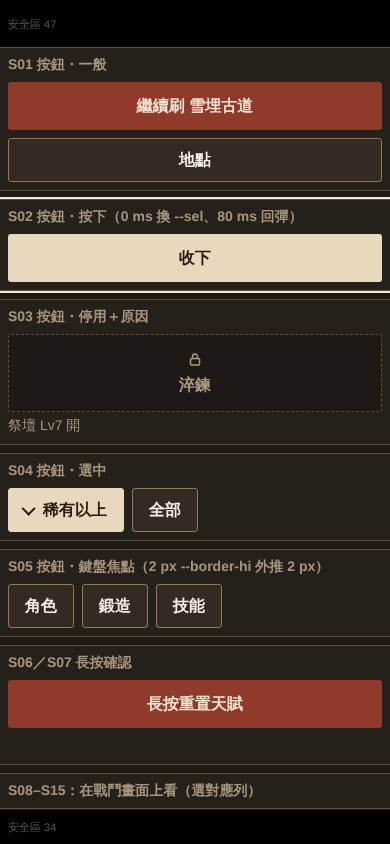 安全區 47
S01 按鈕・一般
繼續刷 雪埋古道
地點
S02 按鈕・按下（0 ms 換 --sel、80 ms 回彈）
收下
S03 按鈕・停用＋原因
淬鍊
祭壇 Lv7 開
S04 按鈕・選中
稀有以上
全部
S05 按鈕・鍵盤焦點（2 px --border-hi 外推 2 px）
角色
鍛造
技能
S06／S07 長按確認
長按重置天賦
S08–S15：在戰鬥畫面上看（選對應列）
安全區 34